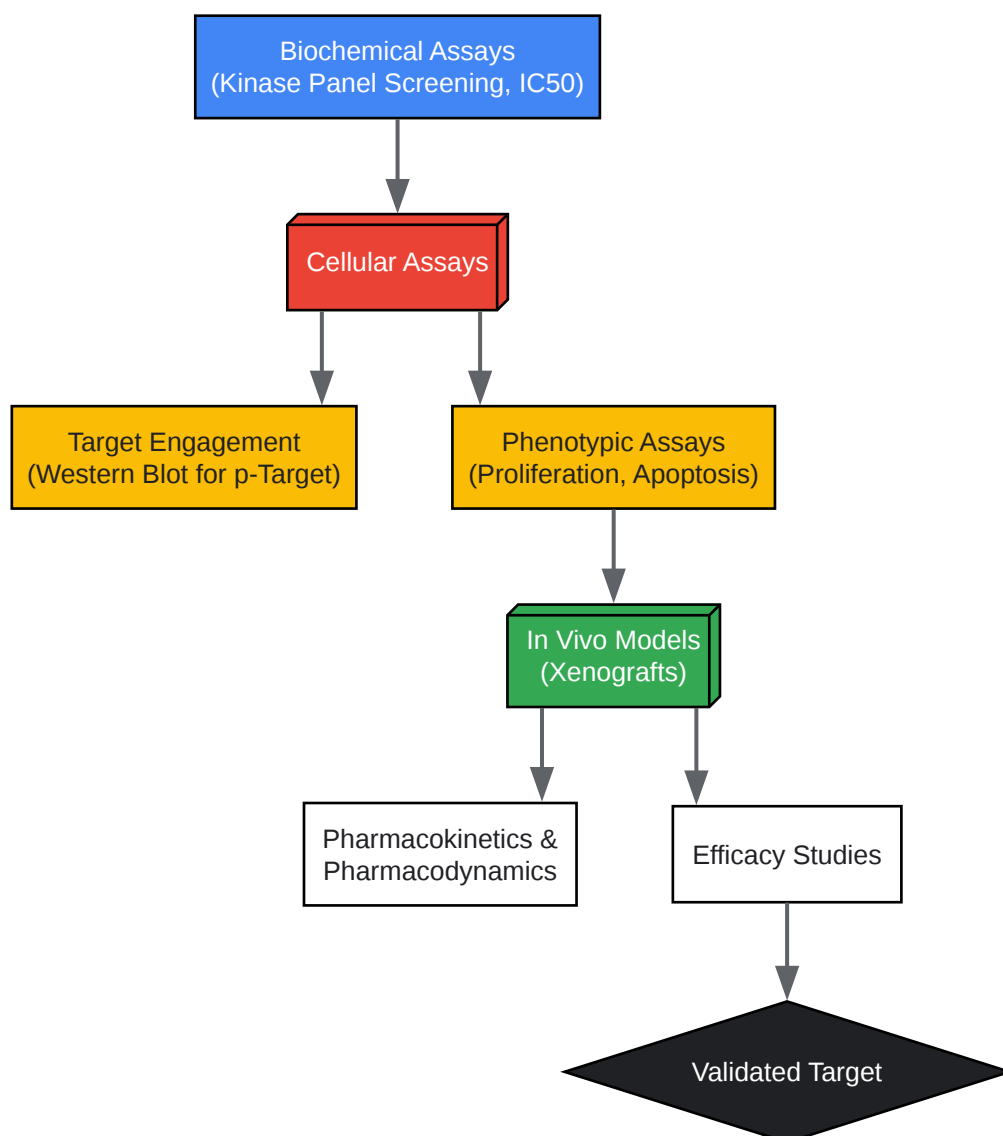 Biochemical Assays
(Kinase Panel Screening, IC50)
Cellular Assays
Target Engagement
(Western Blot for p-Target)
Phenotypic Assays
(Proliferation, Apoptosis)
In Vivo Models
(Xenografts)
Pharmacokinetics &
Pharmacodynamics
Efficacy Studies
Validated Target